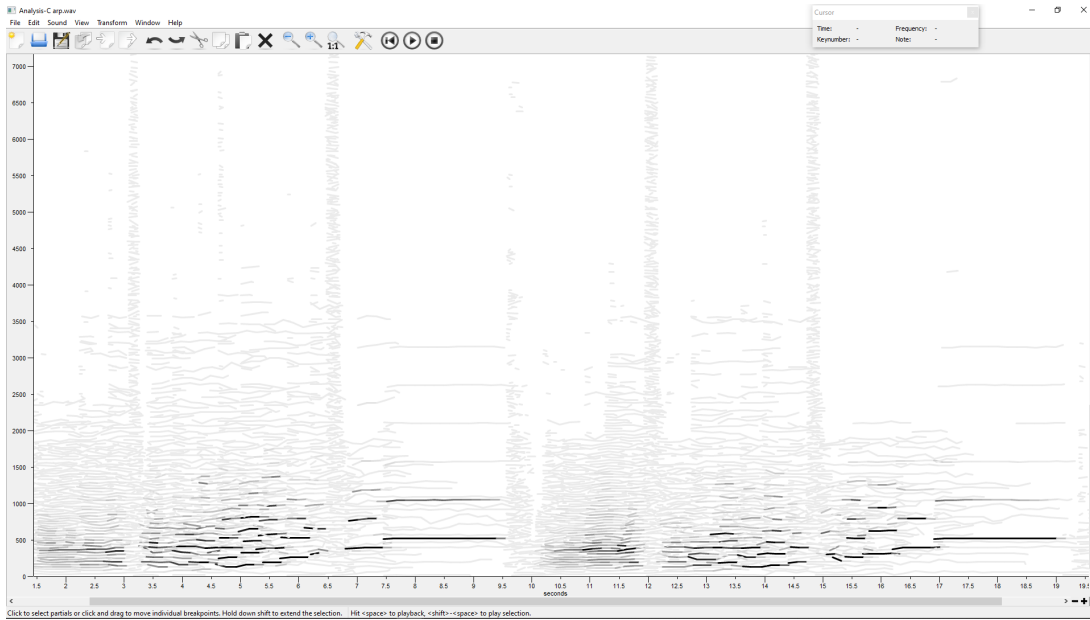 Analysis-C arp.wav
File Edit Sound View Transform Window Help
1:1
Cursor
Time: - Frequency: -
Keynumber: - Note: -
7000
6500
6000
5500
5000
4500
4000
3500
3000
2500
2000
1500
1000
500
0
1.5 2 2.5 3 3.5 4 4.5 5 5.5 6 6.5 7 7.5 8 8.5 9 9.5 10 10.5 11 11.5 12 12.5 13 13.5 14 14.5 15 15.5 16 16.5 17 17.5 18 18.5 19 19.5
seconds
Click to select partials or click and drag to move individual breakpoints. Hold down shift to extend the selection. Hit <space> to playback, <shift>-<space> to play selection.